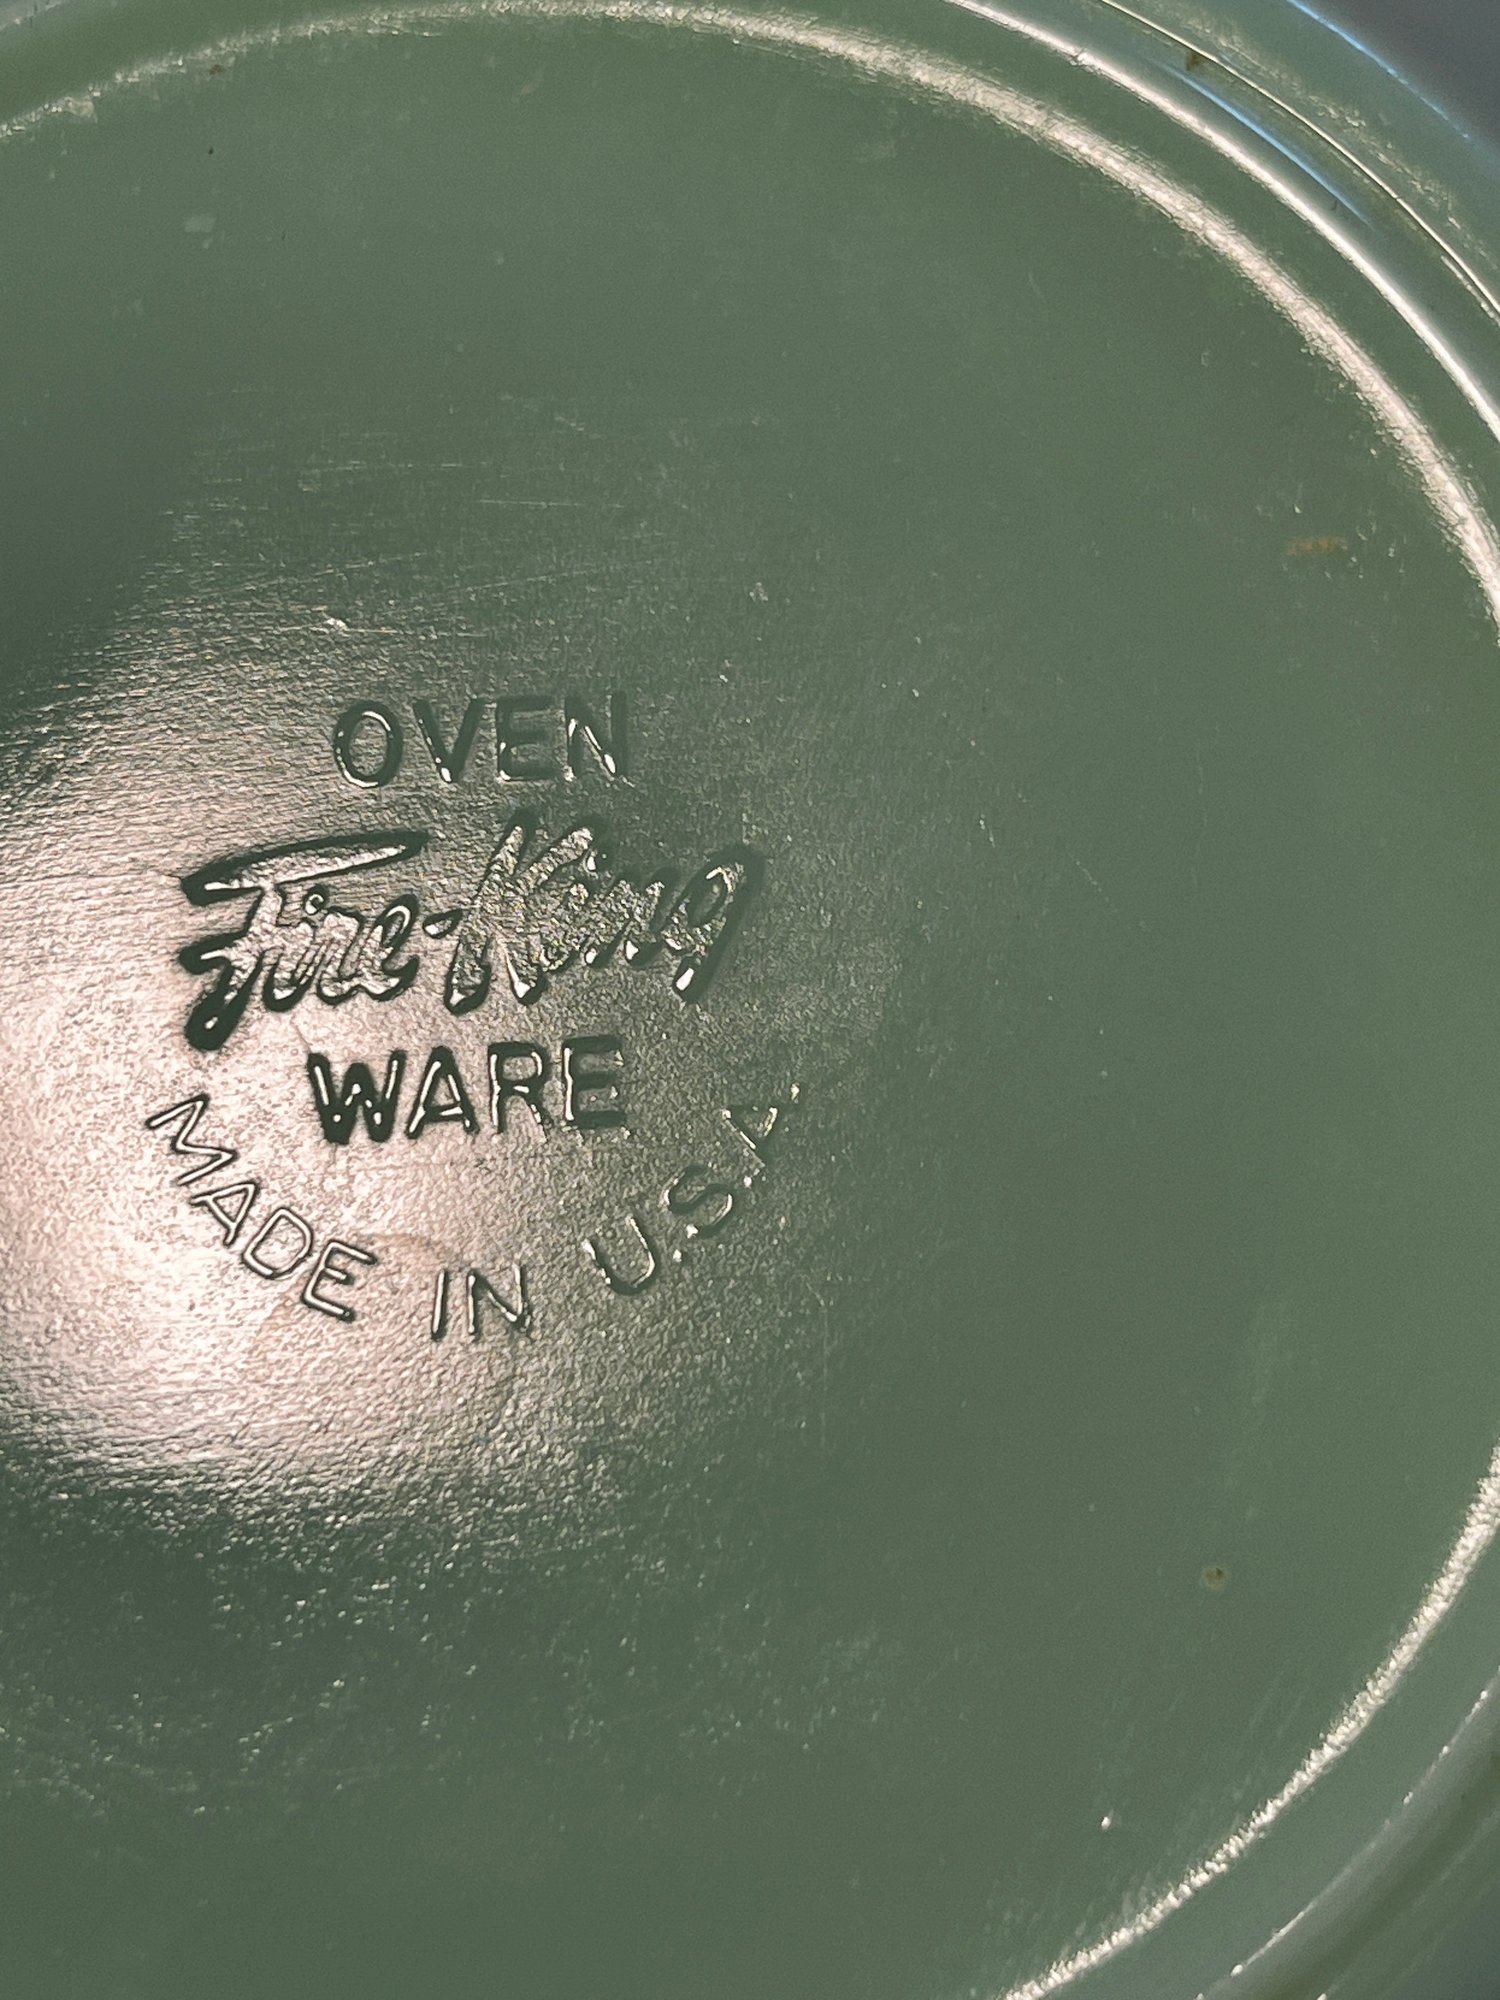 OVEN
Fire-King
WARE
MADE IN U.S.A.